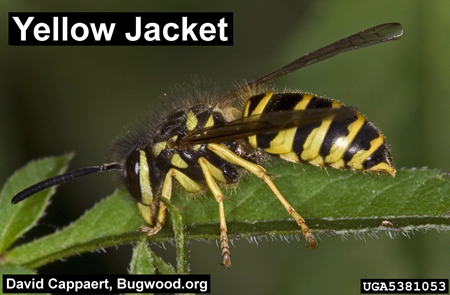 Yellow Jacket
David Cappaert, Bugwood.org
UGA5381053